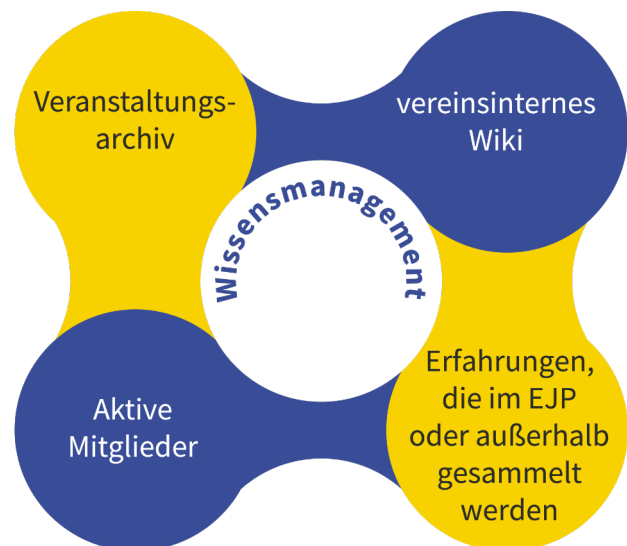 Veranstaltungs-
archiv
vereinsinternes
Wiki
Wissensmanagement
Aktive
Mitglieder
Erfahrungen,
die im EJP
oder außerhalb
gesammelt
werden